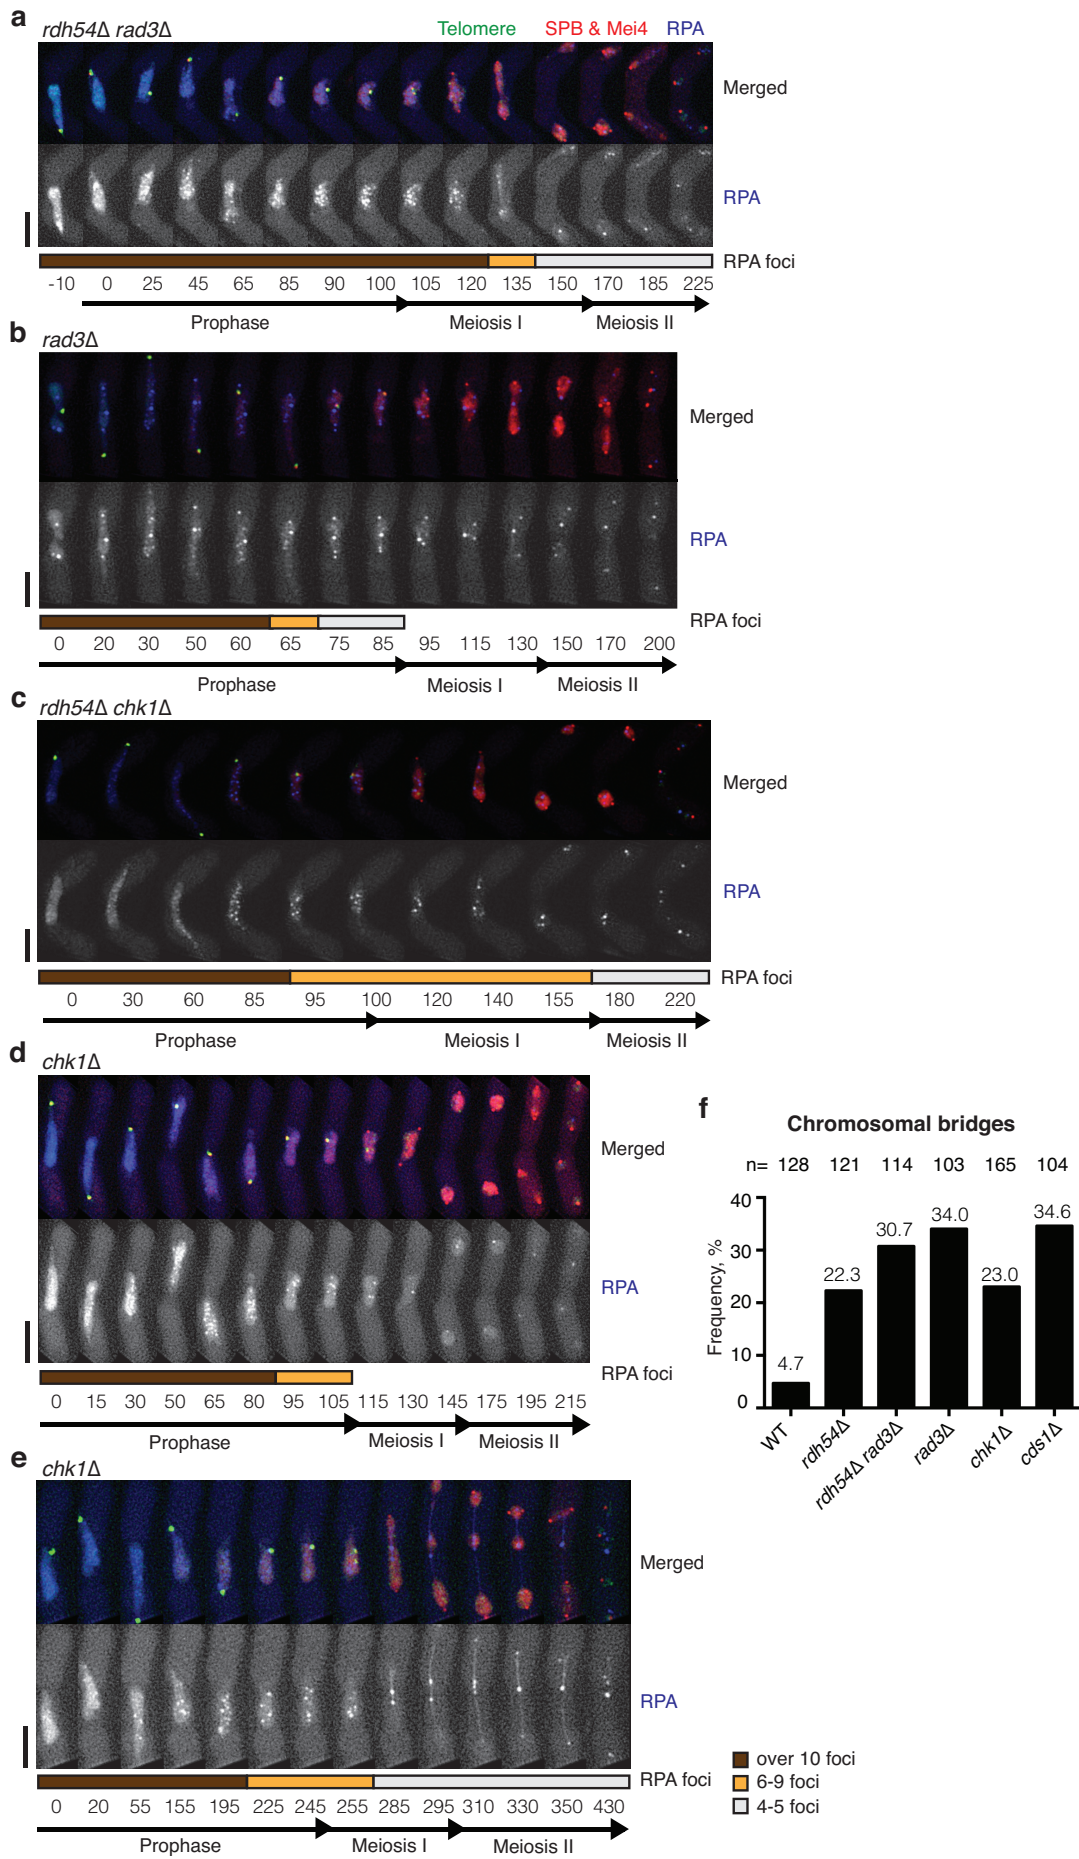 a
rdh54Δ rad3Δ
Telomere SPB & Mei4 RPA
Merged
RPA
RPA foci
-10 0 25 45 65 85 90 100 105 120 135 150 170 185 225
Prophase Meiosis I Meiosis II
b
rad3Δ
Merged
RPA
RPA foci
0 20 30 50 60 65 75 85 95 115 130 150 170 200
Prophase Meiosis I Meiosis II
c
rdh54Δ chk1Δ
Merged
RPA
RPA foci
0 30 60 85 95 100 120 140 155 180 220
Prophase Meiosis I Meiosis II
d
chk1Δ
Merged
RPA
RPA foci
0 15 30 50 65 80 95 105 115 130 145 175 195 215
Prophase Meiosis I Meiosis II
e
chk1Δ
Merged
RPA
RPA foci
0 20 55 155 195 225 245 255 285 295 310 330 350 430
Prophase Meiosis I Meiosis II
f
Chromosomal bridges
n= 128 121 114 103 165 104
Frequency, %
40
30
20
10
0
4.7 22.3 30.7 34.0 23.0 34.6
WT rdh54Δ rdh54Δ rad3Δ rad3Δ chk1Δ cds1Δ
over 10 foci
6-9 foci
4-5 foci